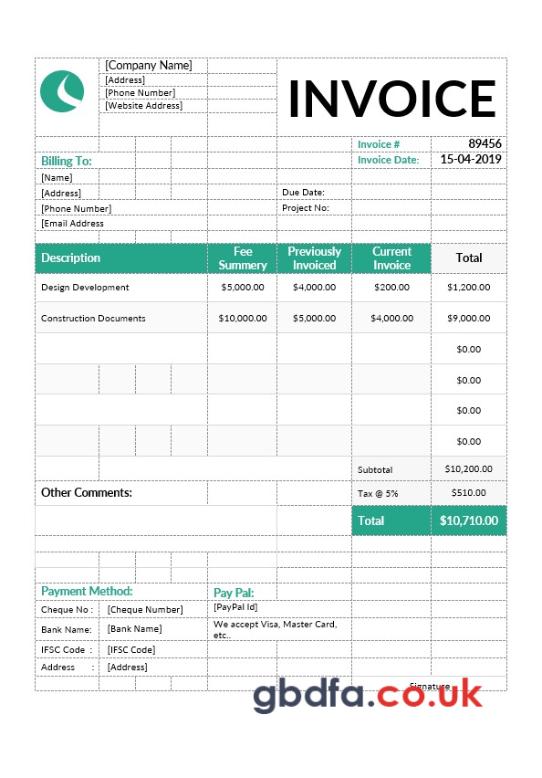 [Company Name]
[Address]
[Phone Number]
[Website Address]
INVOICE
Invoice # 89456
Billing To: Invoice Date: 15-04-2019
[Name]
[Address] Due Date:
[Phone Number] Project No:
[Email Address
Description Fee Summery Previously Invoiced Current Invoice Total
Design Development $5,000.00 $4,000.00 $200.00 $1,200.00
Construction Documents $10,000.00 $5,000.00 $4,000.00 $9,000.00
$0.00
$0.00
$0.00
$0.00
Subtotal $10,200.00
Other Comments: Tax @ 5% $510.00
Total $10,710.00
Payment Method: Pay Pal:
Cheque No : [Cheque Number] [PayPal Id]
Bank Name: [Bank Name] We accept Visa, Master Card, etc..
IFSC Code : [IFSC Code]
Address : [Address]
Signature
gbdfa.co.uk